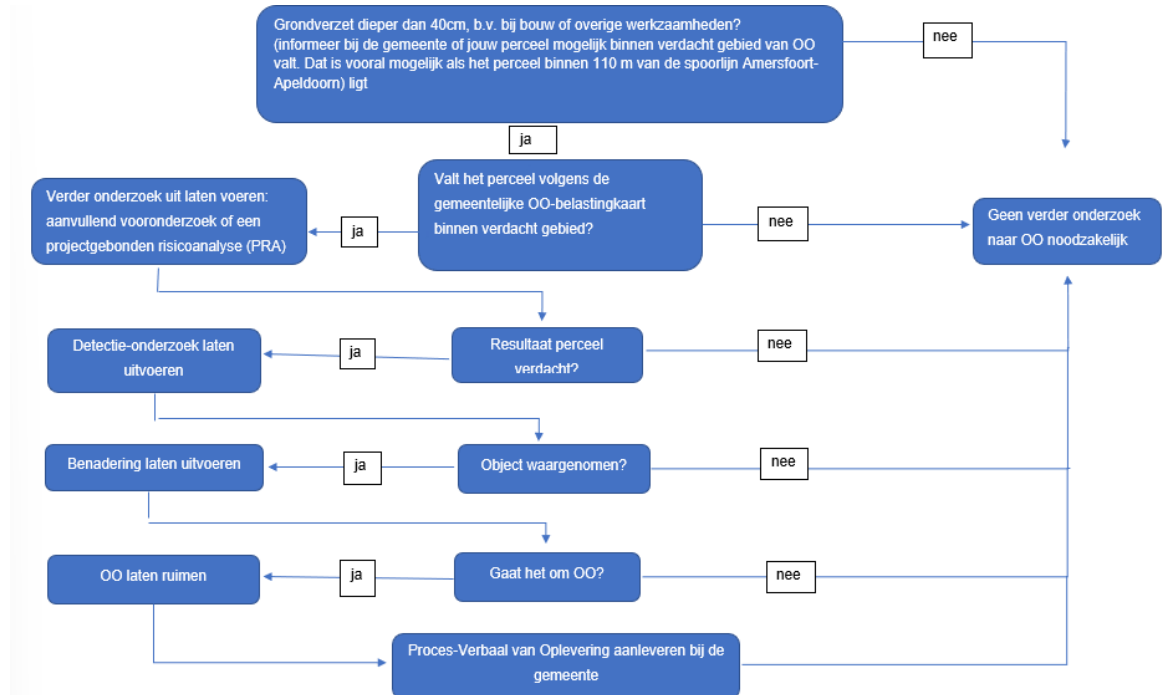 Grondverzet dieper dan 40cm, b.v. bij bouw of overige werkzaamheden?
(informeer bij de gemeente of jouw perceel mogelijk binnen verdacht gebied van OO
valt. Dat is vooral mogelijk als het perceel binnen 110 m van de spoorlijn Amersfoort-
Apeldoorn) ligt
nee
ja
Verder onderzoek uit laten voeren:
aanvullend vooronderzoek of een
projectgebonden risicoanalyse (PRA)
ja
Valt het perceel volgens de
gemeentelijke OO-belastingkaart
binnen verdacht gebied?
nee
Geen verder onderzoek
naar OO noodzakelijk
Detectie-onderzoek laten
uitvoeren
ja
Resultaat perceel
verdacht?
nee
Benadering laten uitvoeren
ja
Object waargenomen?
nee
OO laten ruimen
ja
Gaat het om OO?
nee
Proces-Verbaal van Oplevering aanleveren bij de
gemeente